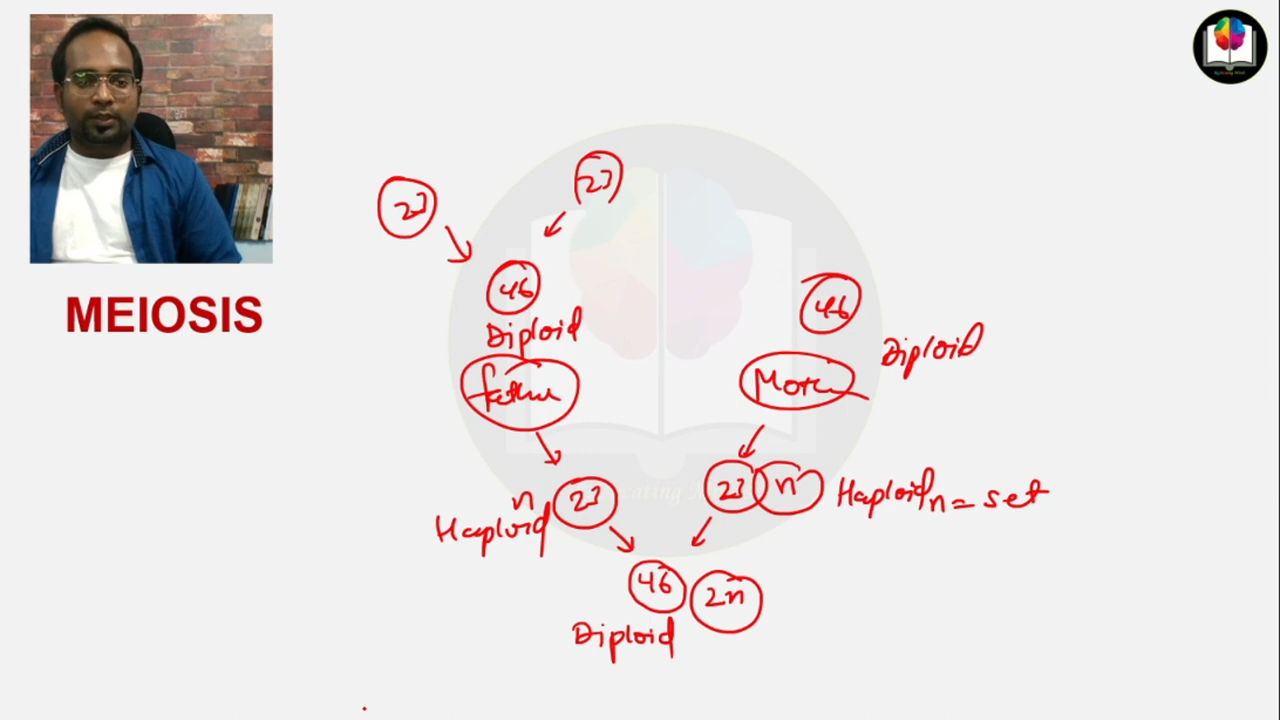 23
23
46
Diploid
46
Diploid
Father
Mother
n
23
Haploid
23
n
Haploid
n = set
46
2n
Diploid
MEIOSIS